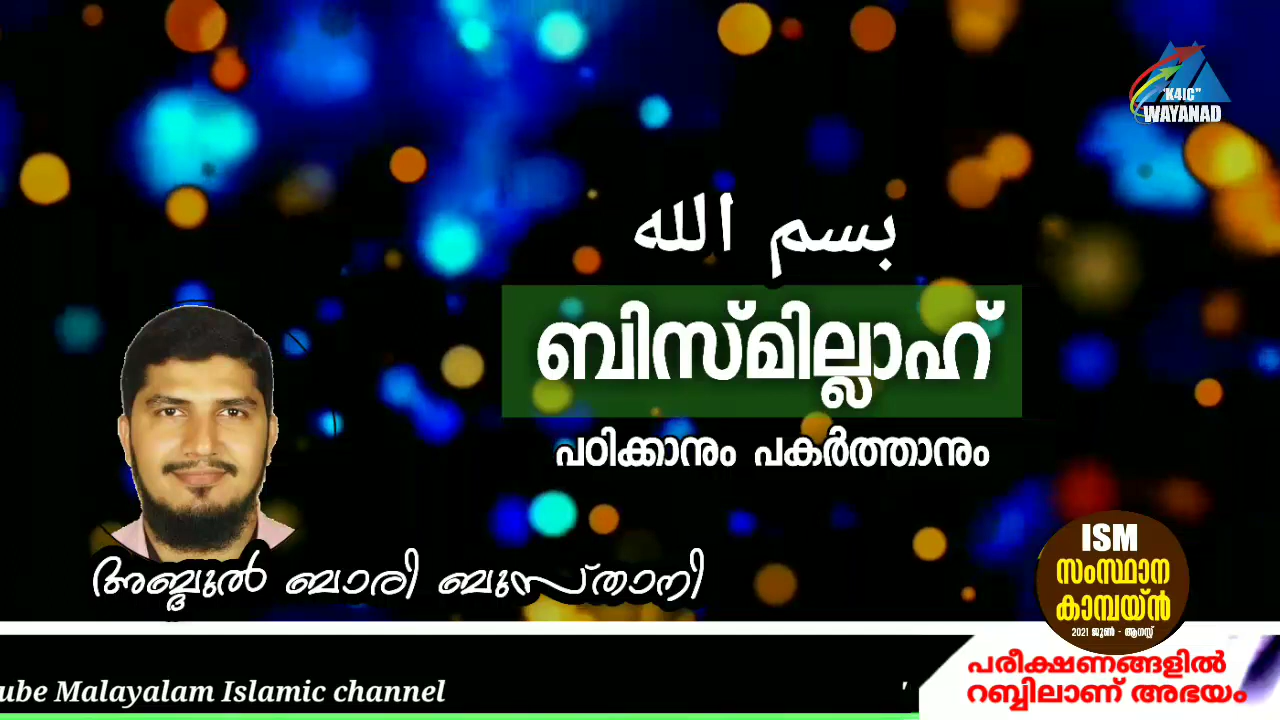 "K4IC"
WAYANAD
بسم الله
ബിസ്മില്ലാഹ്
പഠിക്കാനും പകർത്താനും
അബ്ദുൽ ബാരി ബുസ്താനി
ISM
സംസ്ഥാന
കാമ്പയ്ൻ
2021 ജൂൺ - ആഗസ്റ്റ്
പരീക്ഷണങ്ങളിൽ
റബ്ബിലാണ് അഭയം
ube Malayalam Islamic channel